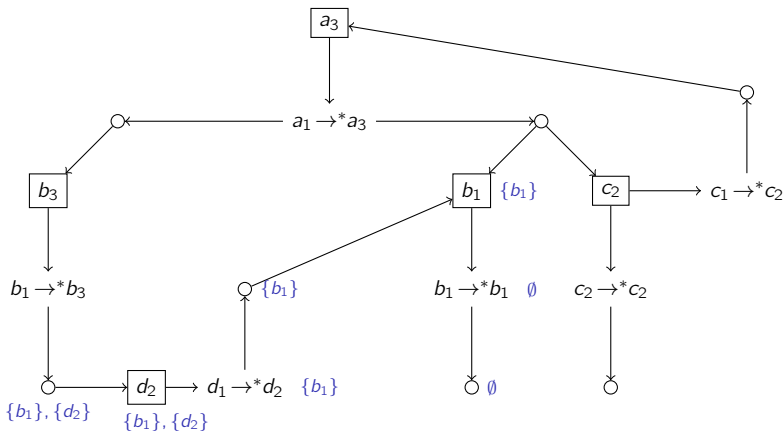 a₃
a₁ →* a₃
b₃
b₁ {b₁}
c₂
c₁ →* c₂
b₁ →* b₃
{b₁}
b₁ →* b₁ ∅
c₂ →* c₂
d₂
d₁ →* d₂ {b₁}
∅
{b₁}, {d₂}
{b₁}, {d₂}